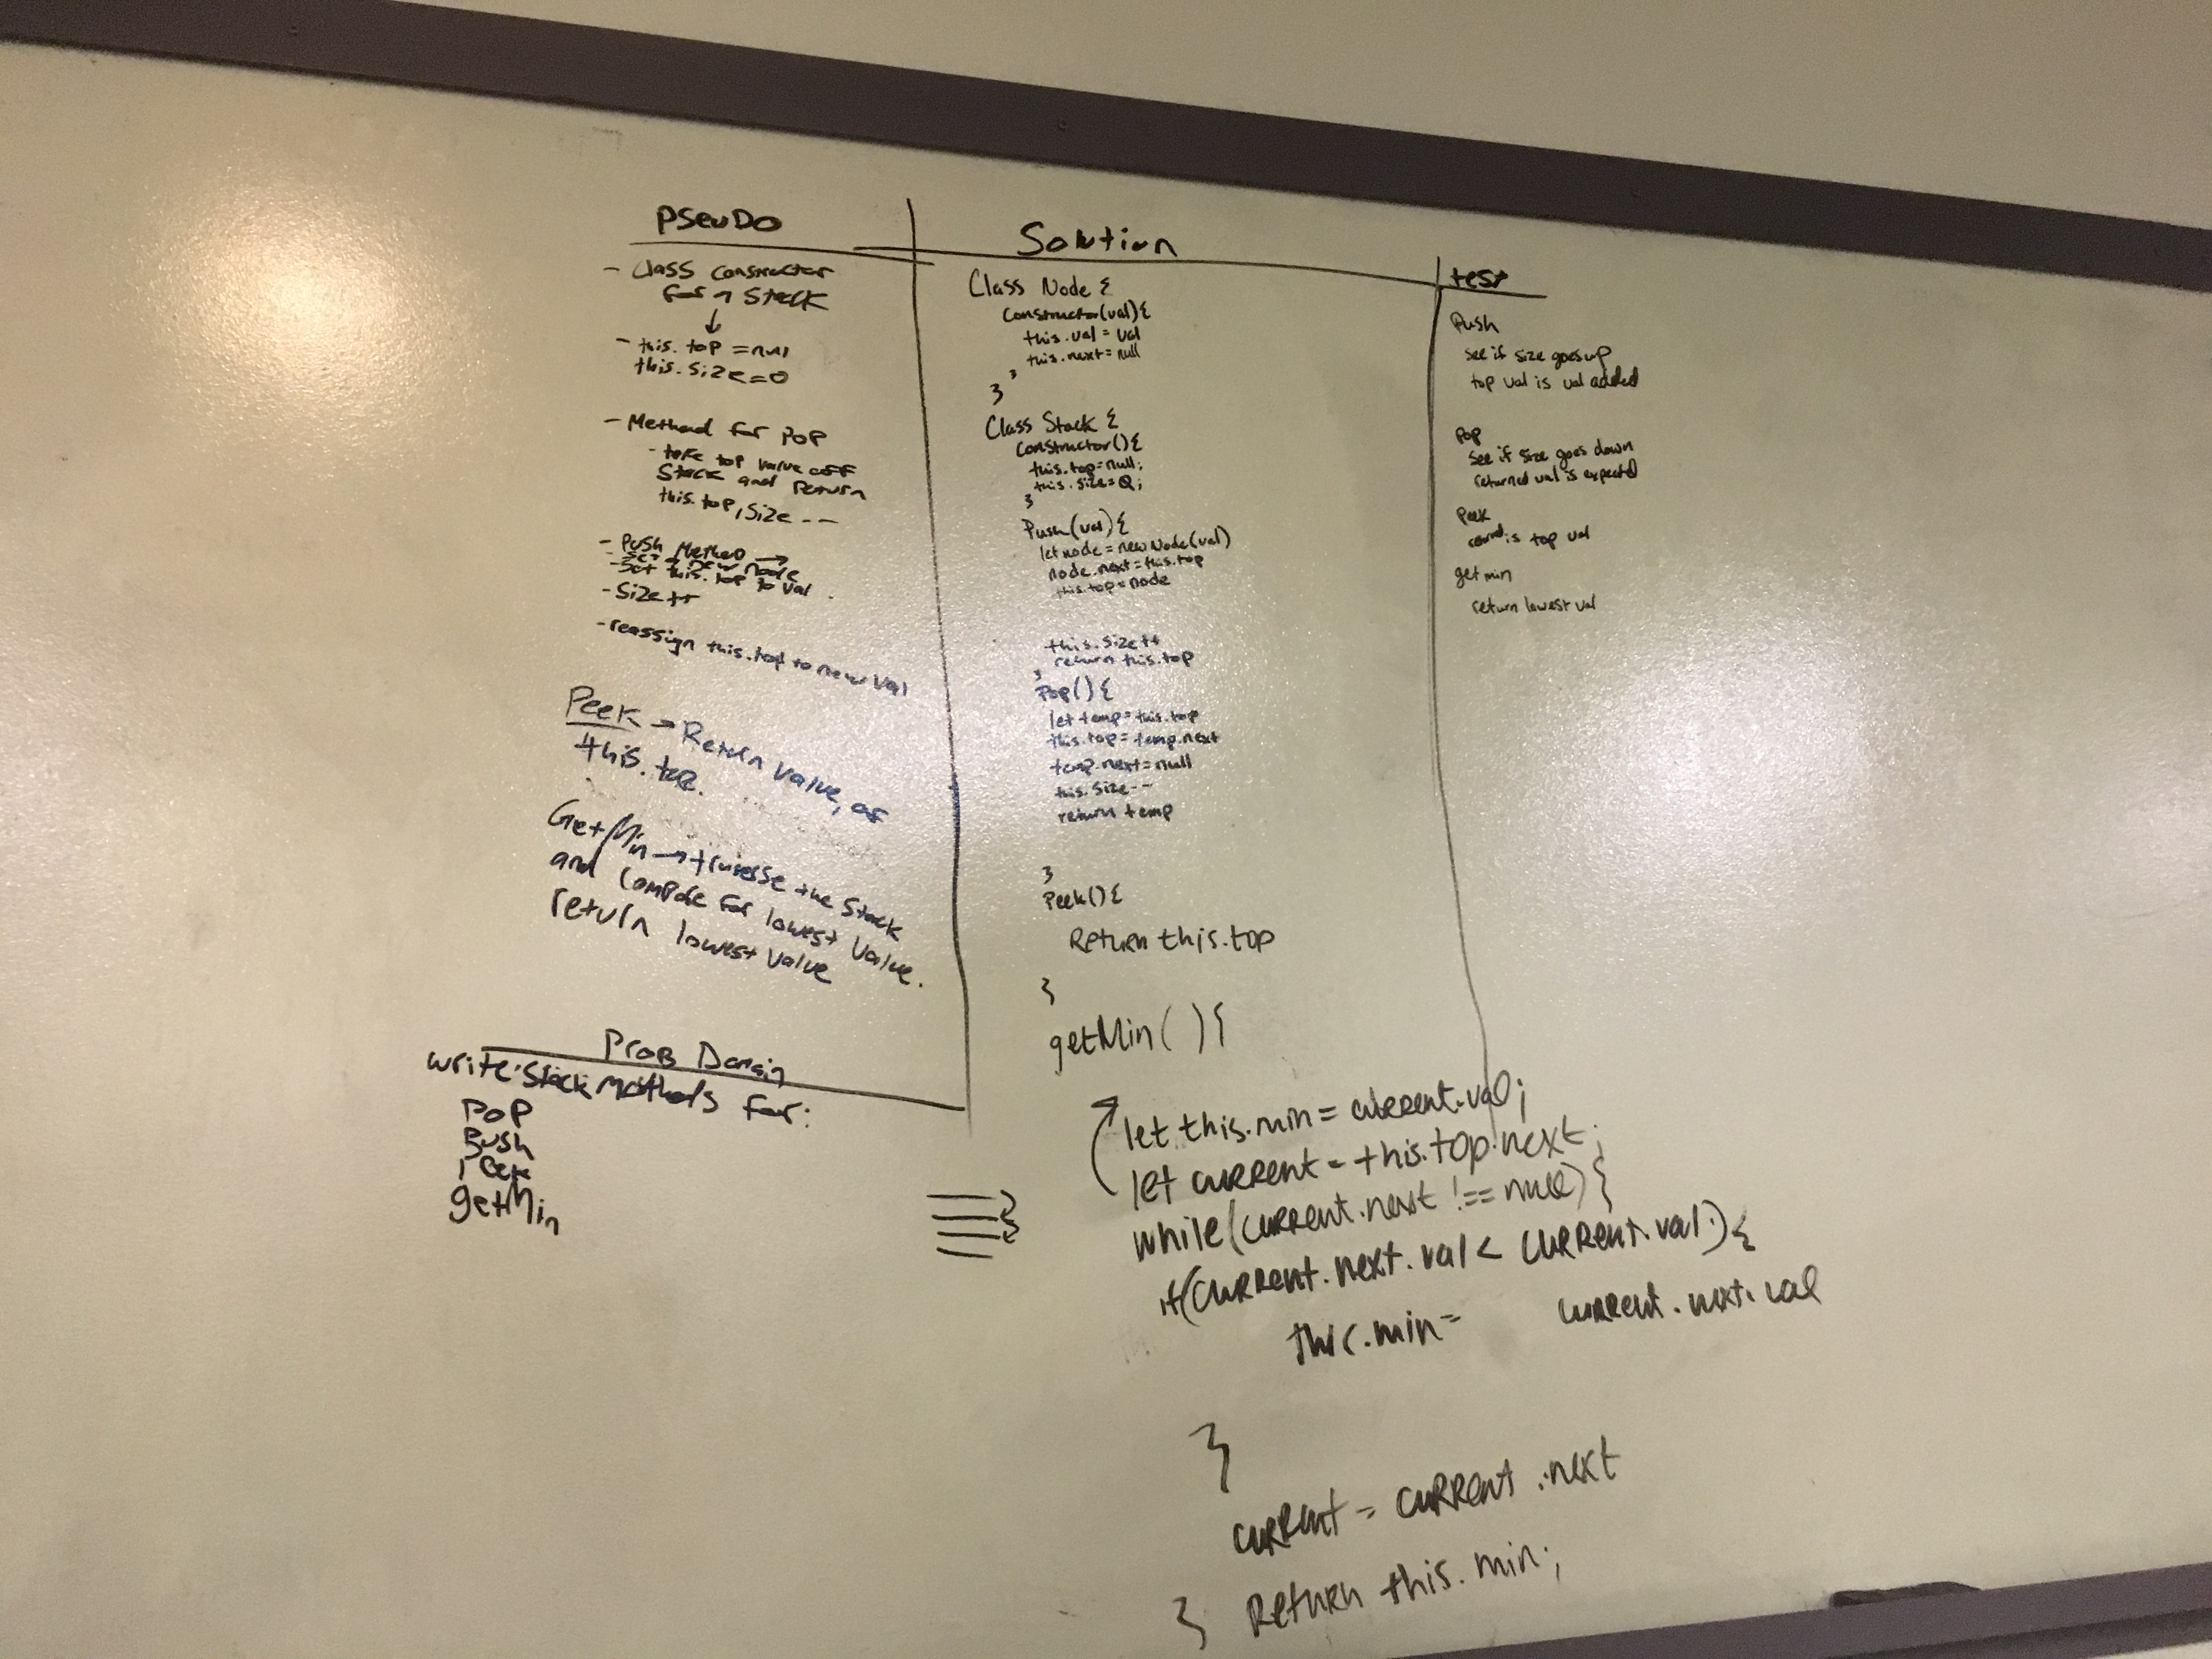 PSeuDo
- Class Constructor
for a Stack
↓
- this.top = null
this.size = 0
- Method for POP
- take top value off
Stack and return
this.top, Size --
- Push Method →
- Set new node
- Set this.top to val
- Size ++
- reassign this.top to new val
Peek → Return value, of
this.top.
GetMin → traverse the Stack
and compare for lowest value.
return lowest value
Prob Domain
write Stack Methods for:
POP
Push
Peek
getMin
Solution
Class Node {
Constructor(val){
this.val = val
this.next = null
}
}
Class Stack {
Constructor(){
this.top=null;
this.size=0;
}
Push(val){
let node = new Node(val)
node.next = this.top
this.top = node
this.size++
return this.top
}
Pop(){
let temp = this.top
this.top = temp.next
temp.next = null
this.size--
return temp
}
Peek(){
Return this.top
}
getMin(){
let this.min = current.val;
let current = this.top.next;
while(current.next !== null){
if(current.next.val < current.val){
this.min = current.next.val
}
current = current.next
} Return this.min;
test
Push
see if size goes up
top val is val added
Pop
see if size goes down
returned val is expected
Peek
is top val
get min
return lowest val